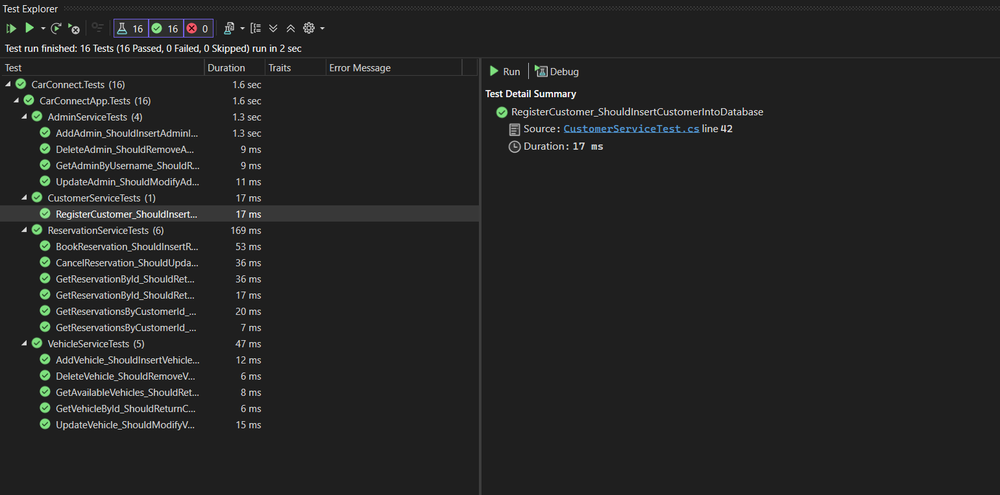 Test Explorer
16 16 0
Test run finished: 16 Tests (16 Passed, 0 Failed, 0 Skipped) run in 2 sec
Test Duration Traits Error Message
CarConnect.Tests (16) 1.6 sec
CarConnectApp.Tests (16) 1.6 sec
AdminServiceTests (4) 1.3 sec
AddAdmin_ShouldInsertAdminI... 1.3 sec
DeleteAdmin_ShouldRemoveA... 9 ms
GetAdminByUsername_ShouldR... 9 ms
UpdateAdmin_ShouldModifyAd... 11 ms
CustomerServiceTests (1) 17 ms
RegisterCustomer_ShouldInsert... 17 ms
ReservationServiceTests (6) 169 ms
BookReservation_ShouldInsertR... 53 ms
CancelReservation_ShouldUpda... 36 ms
GetReservationById_ShouldRet... 36 ms
GetReservationById_ShouldRet... 17 ms
GetReservationsByCustomerId_... 20 ms
GetReservationsByCustomerId_... 7 ms
VehicleServiceTests (5) 47 ms
AddVehicle_ShouldInsertVehicle... 12 ms
DeleteVehicle_ShouldRemoveV... 6 ms
GetAvailableVehicles_ShouldRet... 8 ms
GetVehicleById_ShouldReturnC... 6 ms
UpdateVehicle_ShouldModifyV... 15 ms
Run Debug
Test Detail Summary
RegisterCustomer_ShouldInsertCustomerIntoDatabase
Source: CustomerServiceTest.cs line 42
Duration: 17 ms